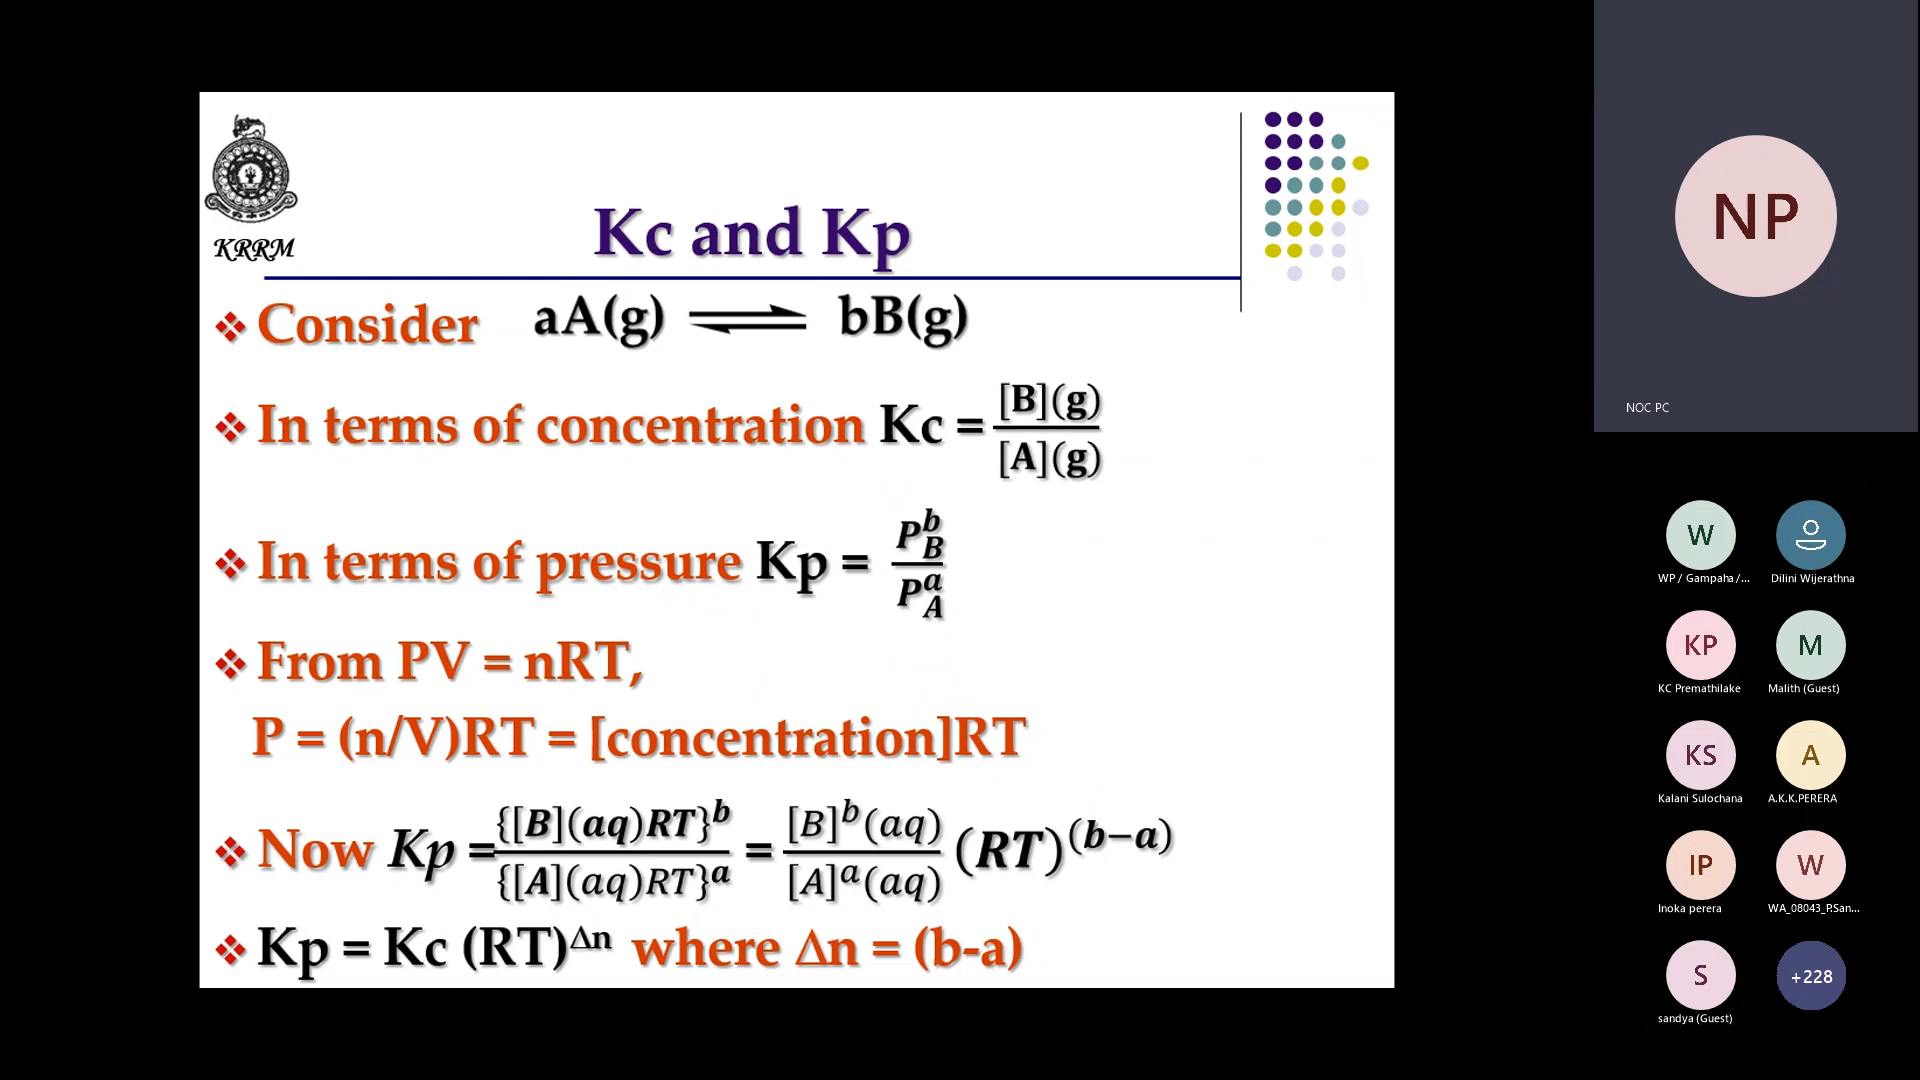 KRRM
Kc and Kp
❖ Consider aA(g) ⇌ bB(g)
❖ In terms of concentration Kc = [B](g) / [A](g)
❖ In terms of pressure Kp = P_B^b / P_A^a
❖ From PV = nRT,
P = (n/V)RT = [concentration]RT
❖ Now Kp = {[B](aq)RT}^b / {[A](aq)RT}^a = [B]^b(aq) / [A]^a(aq) (RT)^(b−a)
❖ Kp = Kc (RT)^Δn where Δn = (b-a)
NP
NOC PC
W
WP / Gampaha /...
Dilini Wijerathna
KP
KC Premathilake
M
Malith (Guest)
KS
Kalani Sulochana
A
A.K.K.PERERA
IP
Inoka perera
W
WA_08043_P.San...
S
sandya (Guest)
+228